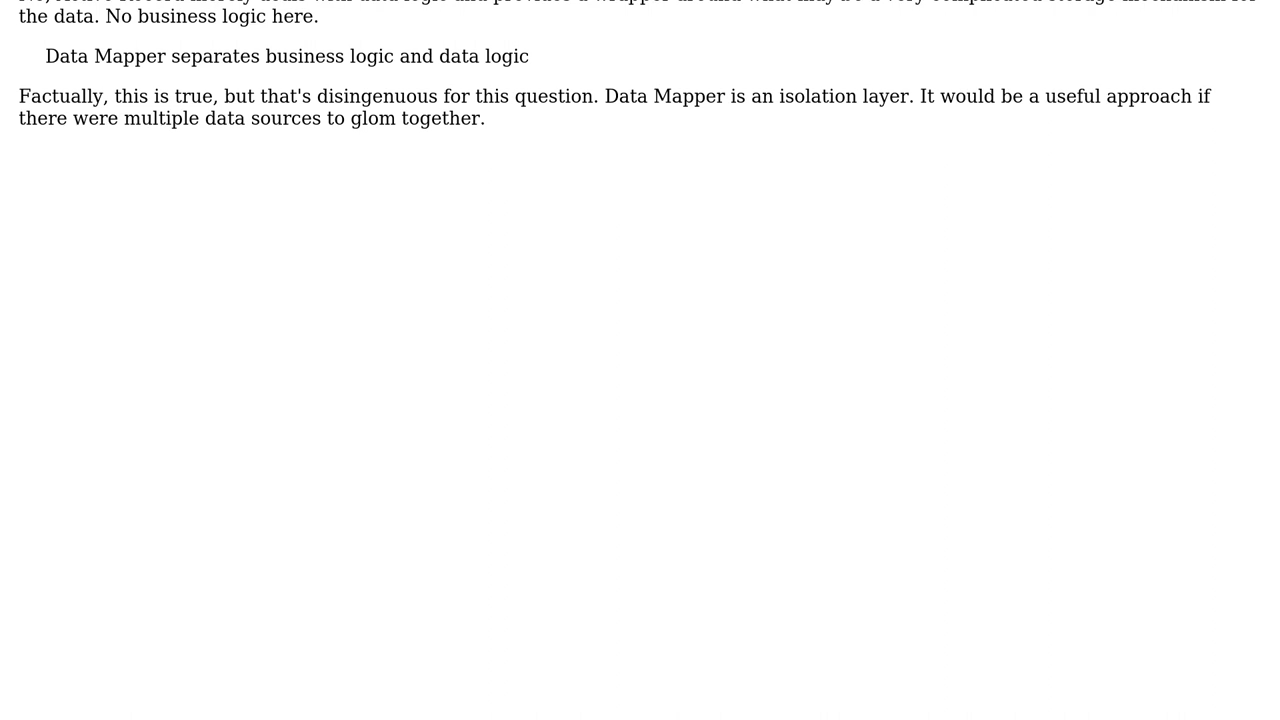 the data. No business logic here.
Data Mapper separates business logic and data logic
Factually, this is true, but that's disingenuous for this question. Data Mapper is an isolation layer. It would be a useful approach if
there were multiple data sources to glom together.